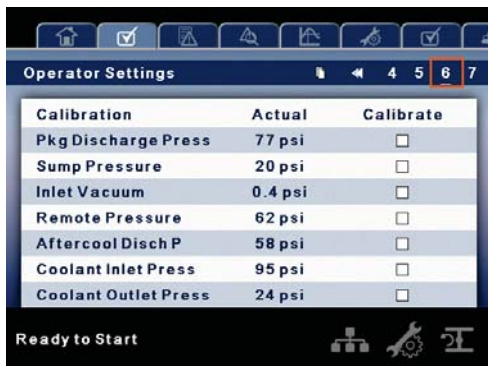 Operator Settings 4 5 6 7
Calibration Actual Calibrate
Pkg Discharge Press 77 psi
Sump Pressure 20 psi
Inlet Vacuum 0.4 psi
Remote Pressure 62 psi
Aftercool Disch P 58 psi
Coolant Inlet Press 95 psi
Coolant Outlet Press 24 psi
Ready to Start